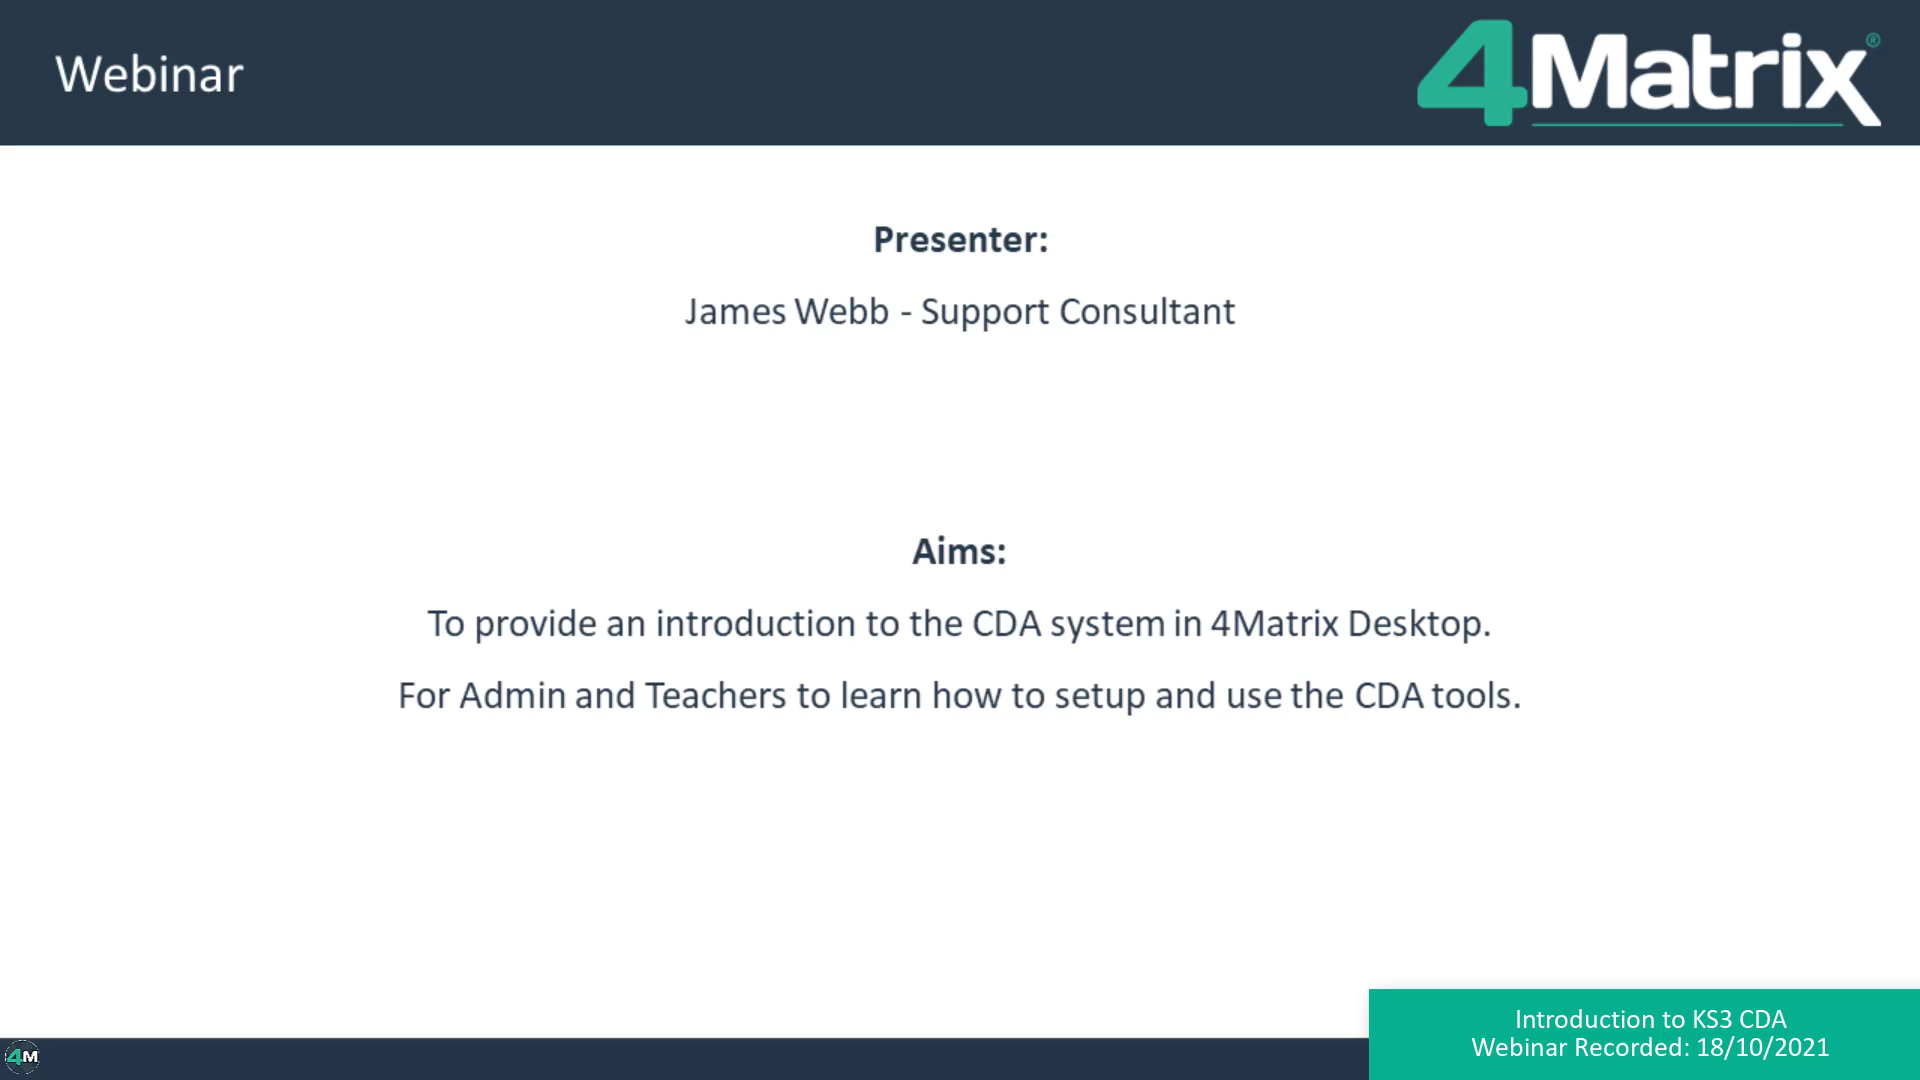 Webinar
4Matrix®
Presenter:
James Webb - Support Consultant
Aims:
To provide an introduction to the CDA system in 4Matrix Desktop.
For Admin and Teachers to learn how to setup and use the CDA tools.
Introduction to KS3 CDA
Webinar Recorded: 18/10/2021
4M